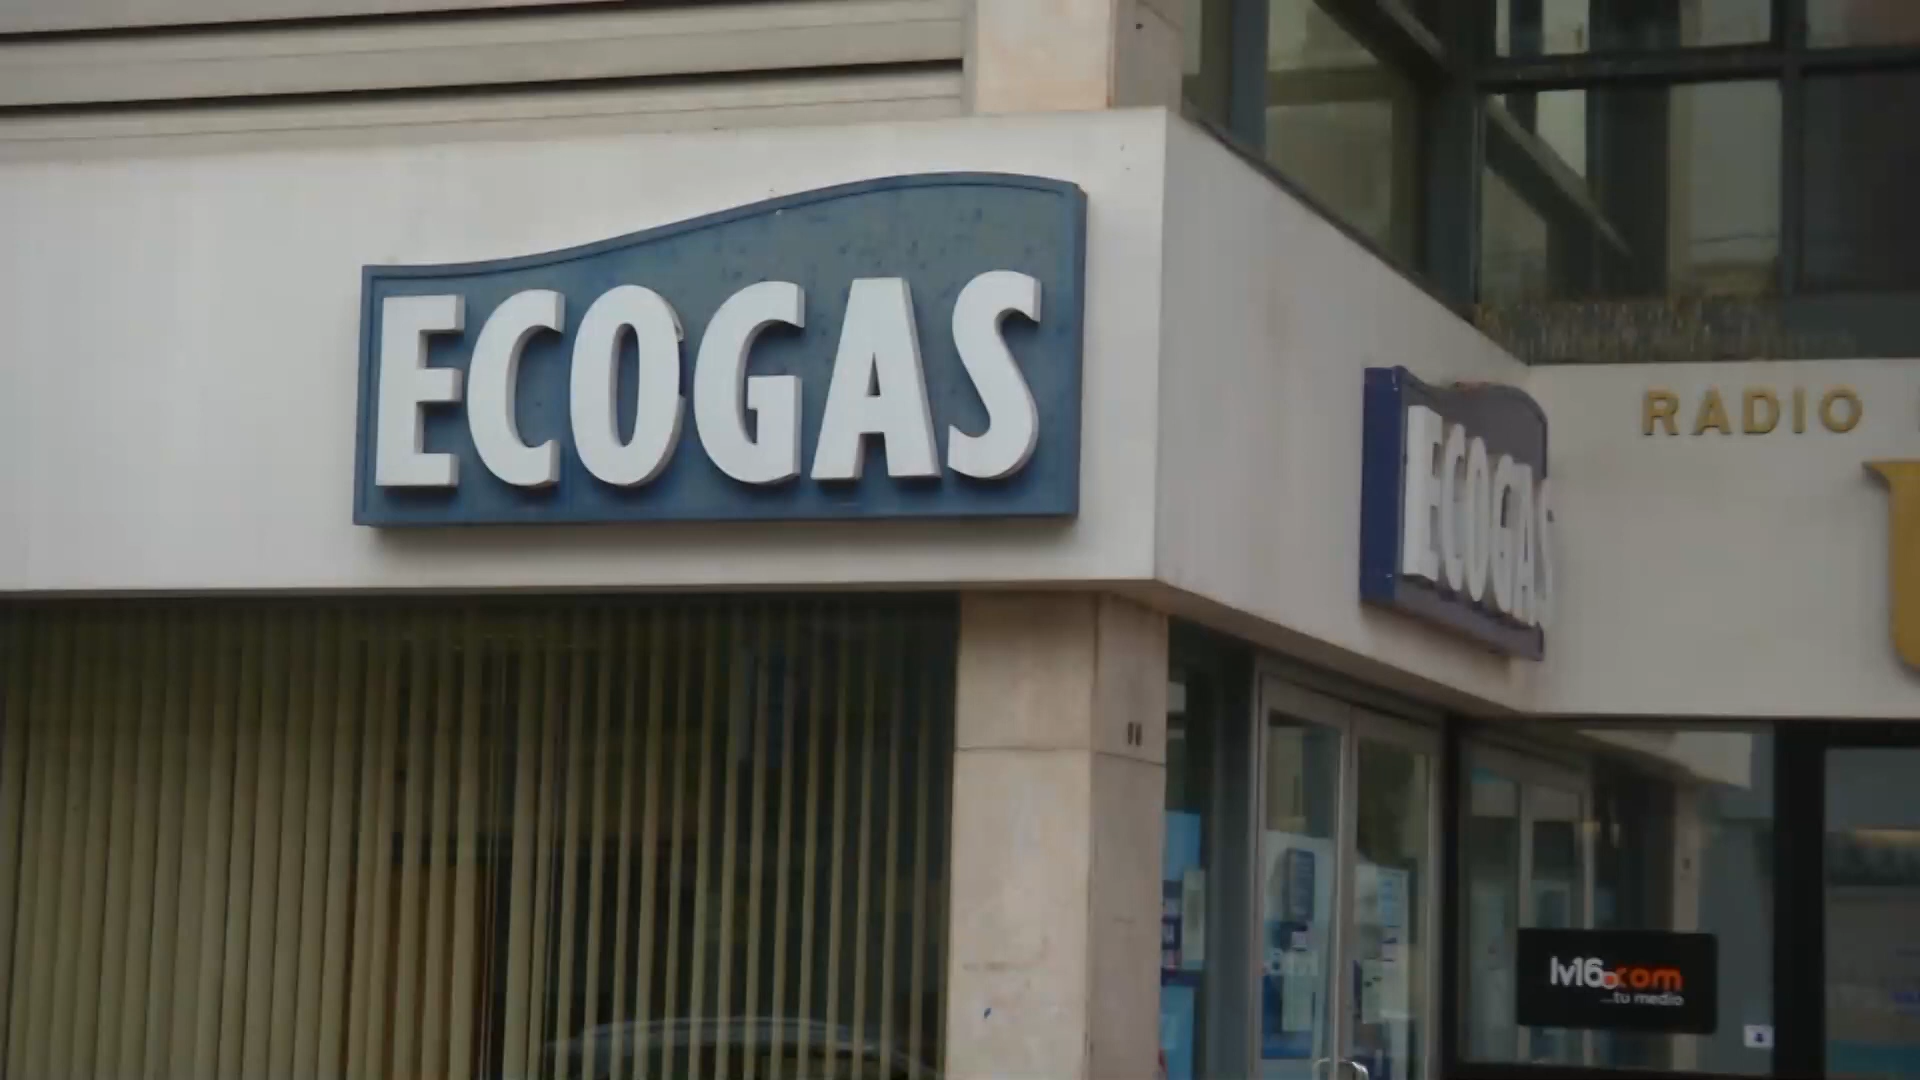 ECOGAS
ECOGAS
RADIO
lv16.com
...tu medio